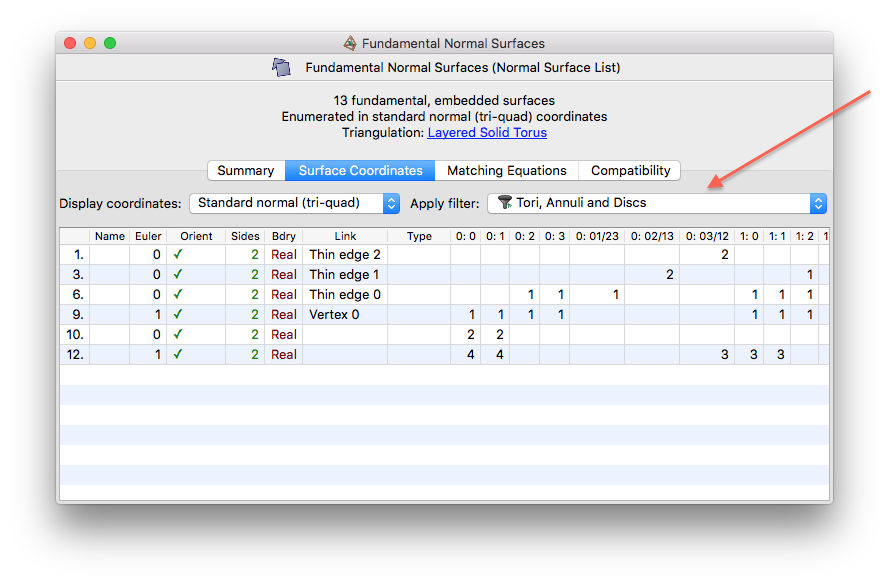 Fundamental Normal Surfaces
Fundamental Normal Surfaces (Normal Surface List)
13 fundamental, embedded surfaces
Enumerated in standard normal (tri-quad) coordinates
Triangulation: Layered Solid Torus
Summary Surface Coordinates Matching Equations Compatibility
Display coordinates: Standard normal (tri-quad) Apply filter: Tori, Annuli and Discs
Name Euler Orient Sides Bdry Link Type 0: 0 0: 1 0: 2 0: 3 0: 01/23 0: 02/13 0: 03/12 1: 0 1: 1 1: 2 1
1. 0 ✓ 2 Real Thin edge 2 2
3. 0 ✓ 2 Real Thin edge 1 2 1
6. 0 ✓ 2 Real Thin edge 0 1 1 1 1 1 1
9. 1 ✓ 2 Real Vertex 0 1 1 1 1 1 1 1
10. 0 ✓ 2 Real 2 2
12. 1 ✓ 2 Real 4 4 3 3 3